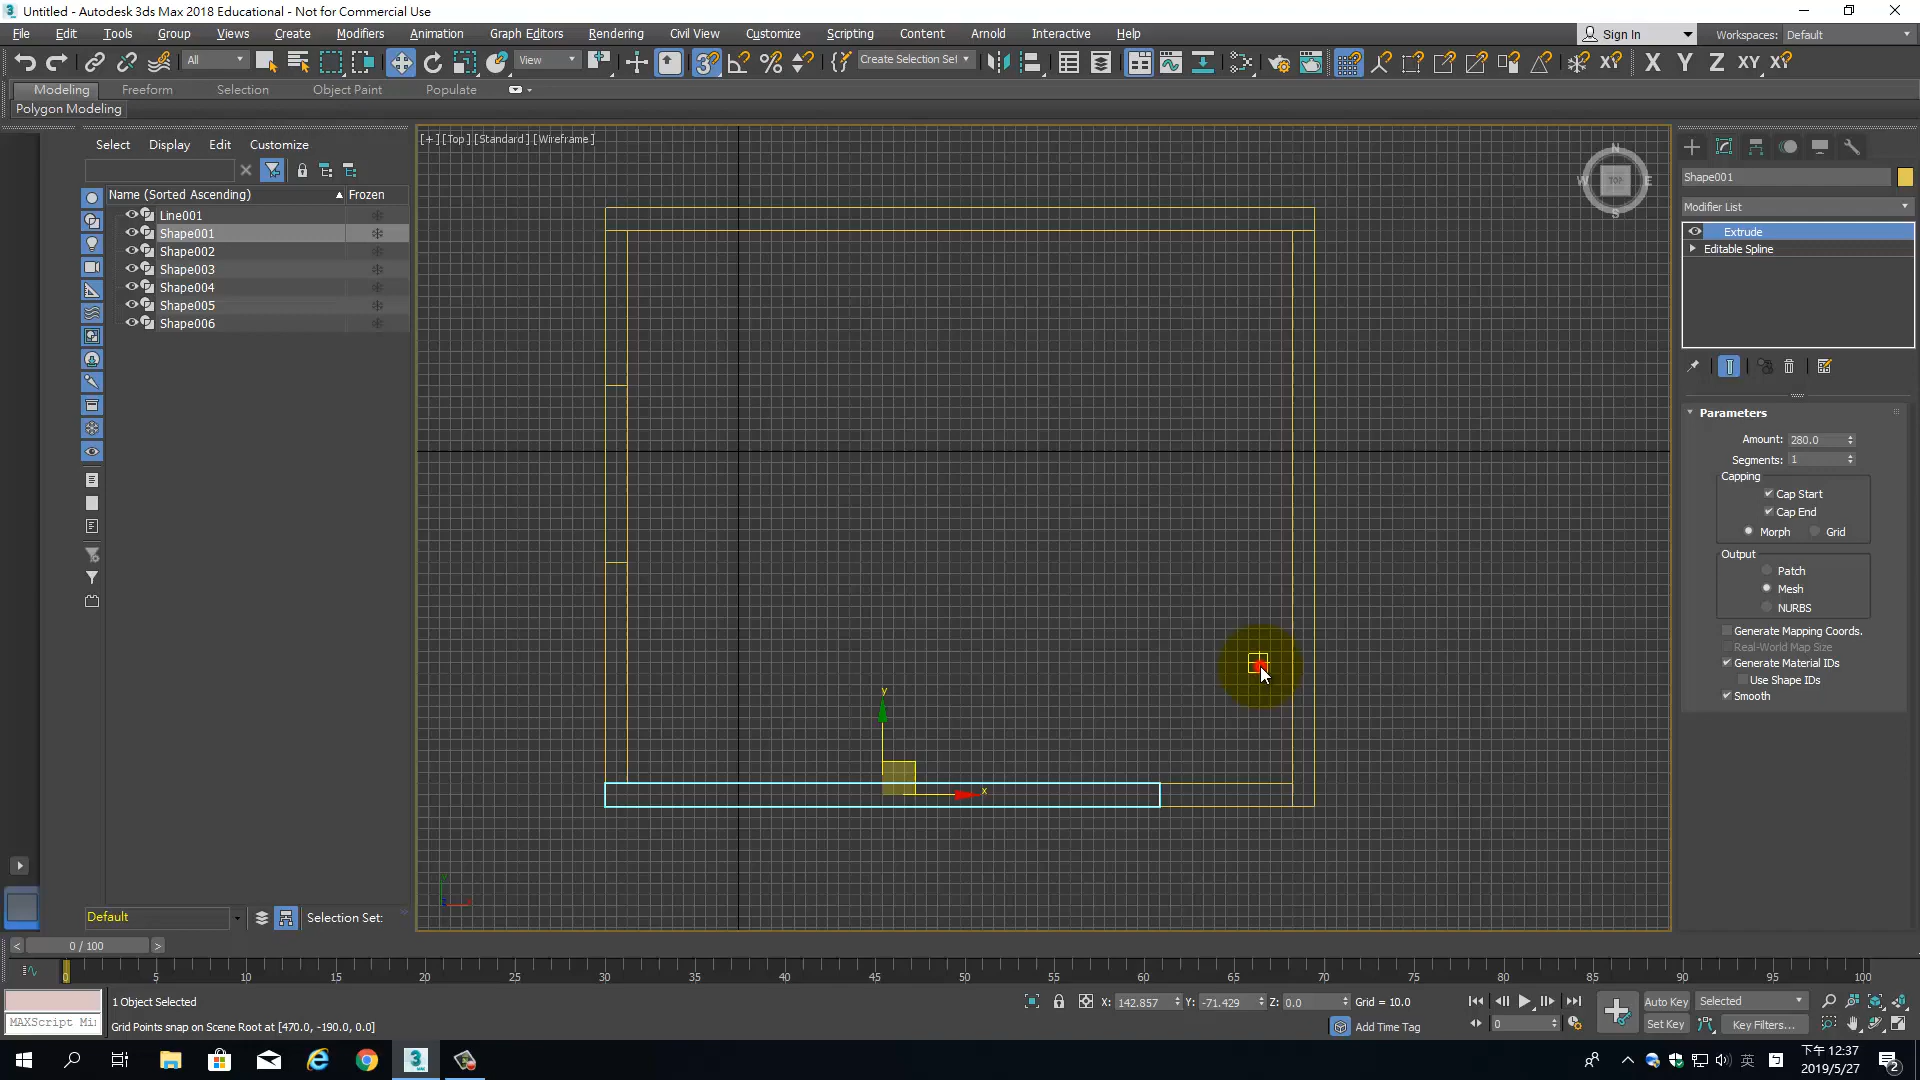 Untitled - Autodesk 3ds Max 2018 Educational - Not for Commercial Use
File Edit Tools Group Views Create Modifiers Animation Graph Editors Rendering Civil View Customize Scripting Content Arnold Interactive Help Sign In Workspaces: Default
All View Create Selection Set X Y Z XY
Modeling Freeform Selection Object Paint Populate
Polygon Modeling
Select Display Edit Customize
[+] [Top] [Standard] [Wireframe]
Name (Sorted Ascending) Frozen
Line001
Shape001
Shape002
Shape003
Shape004
Shape005
Shape006
N
W TOP E
S
y
x
Shape001
Modifier List
Extrude
Editable Spline
Parameters
Amount: 280.0
Segments: 1
Capping
Cap Start
Cap End
Morph Grid
Output
Patch
Mesh
NURBS
Generate Mapping Coords.
Real-World Map Size
Generate Material IDs
Use Shape IDs
Smooth
Default Selection Set:
< 0 / 100 >
0 5 10 15 20 25 30 35 40 45 50 55 60 65 70 75 80 85 90 95 100
1 Object Selected X: 142.857 Y: -71.429 Z: 0.0 Grid = 10.0 Auto Key Selected
MAXScript Mi Grid Points snap on Scene Root at [470.0, -190.0, 0.0] Add Time Tag 0 Set Key Key Filters...
3 英 下午 12:37
2019/5/27 2